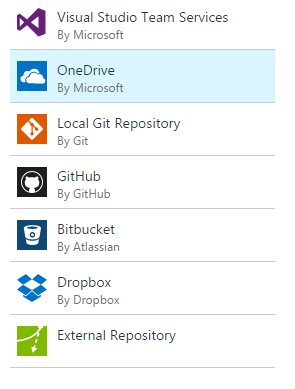 Visual Studio Team Services
By Microsoft
OneDrive
By Microsoft
Local Git Repository
By Git
GitHub
By GitHub
Bitbucket
By Atlassian
Dropbox
By Dropbox
External Repository